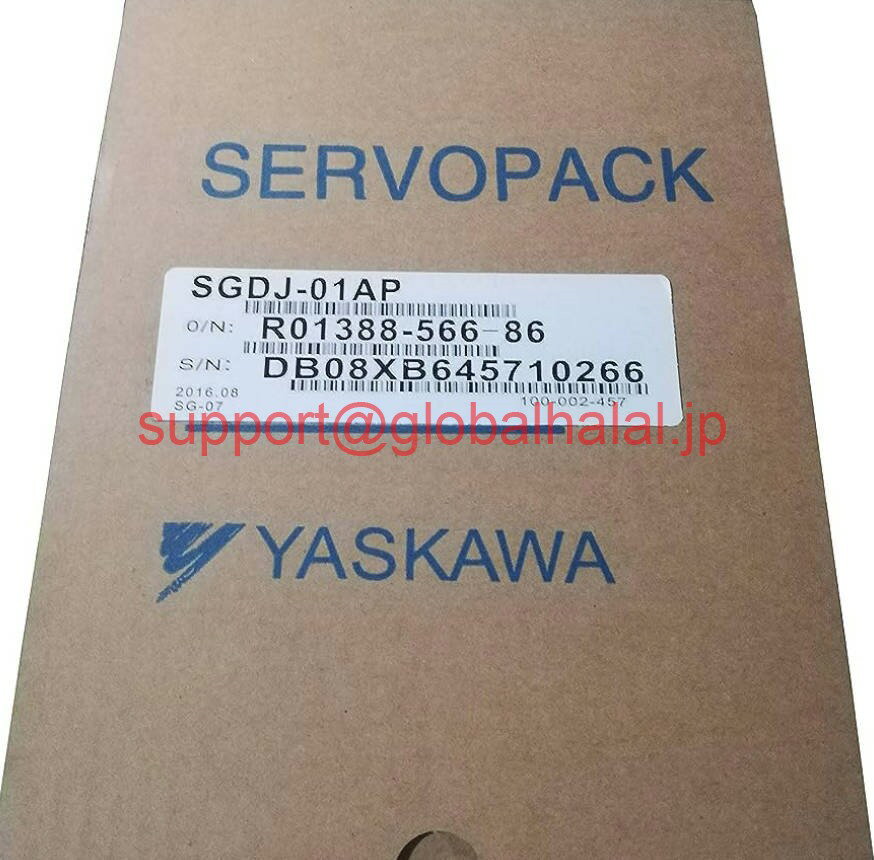 SERVOPACK
SGDJ-01AP
O/N: R01388-566-86
S/N: DB08XB645710266
2016.08
SG-07
100-002-457
support@globalhalal.jp
YASKAWA